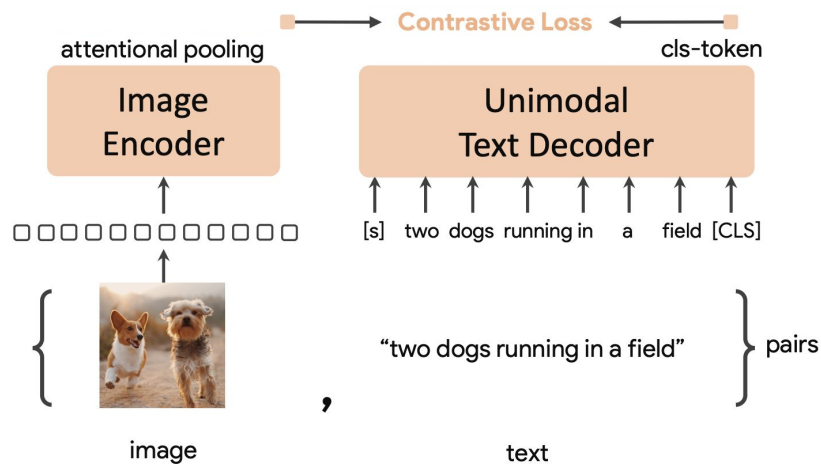 Contrastive Loss
attentional pooling
cls-token
Image
Encoder
Unimodal
Text Decoder
[s] two dogs running in a field [CLS]
“two dogs running in a field”
pairs
,
image
text